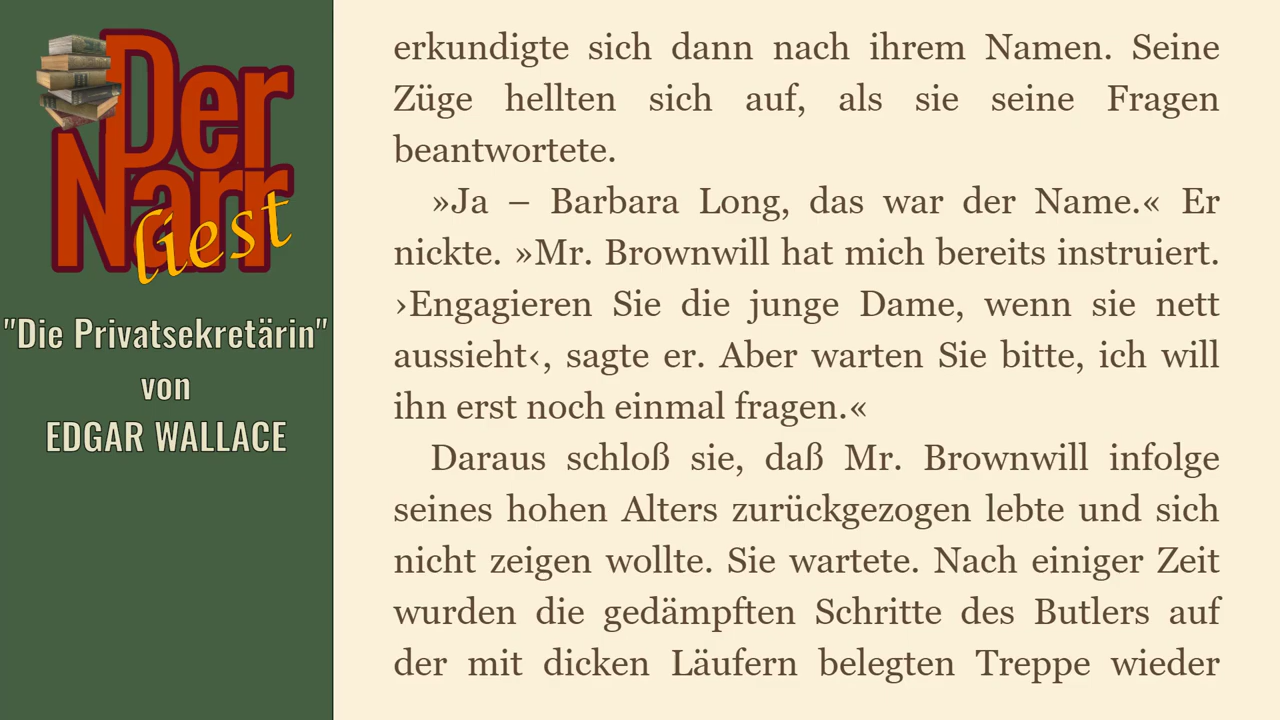 Der
Narr
liest
"Die Privatsekretärin"
von
EDGAR WALLACE
erkundigte sich dann nach ihrem Namen. Seine
Züge hellten sich auf, als sie seine Fragen
beantwortete.
»Ja – Barbara Long, das war der Name.« Er
nickte. »Mr. Brownwill hat mich bereits instruiert.
›Engagieren Sie die junge Dame, wenn sie nett
aussieht‹, sagte er. Aber warten Sie bitte, ich will
ihn erst noch einmal fragen.«
Daraus schloß sie, daß Mr. Brownwill infolge
seines hohen Alters zurückgezogen lebte und sich
nicht zeigen wollte. Sie wartete. Nach einiger Zeit
wurden die gedämpften Schritte des Butlers auf
der mit dicken Läufern belegten Treppe wieder